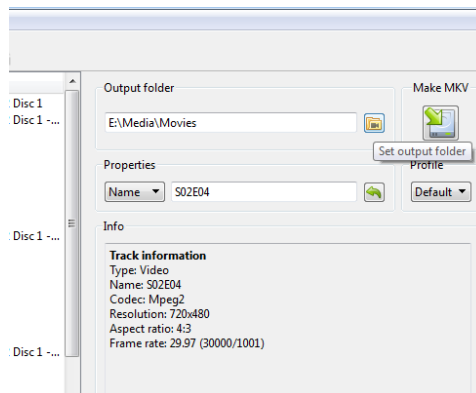 Disc 1
Disc 1 -...
Disc 1 -...
Disc 1 -...
Output folder
E:\Media\Movies
Make MKV
Set output folder
Properties
Name
S02E04
Profile
Default
Info
Track information
Type: Video
Name: S02E04
Codec: Mpeg2
Resolution: 720x480
Aspect ratio: 4:3
Frame rate: 29.97 (30000/1001)